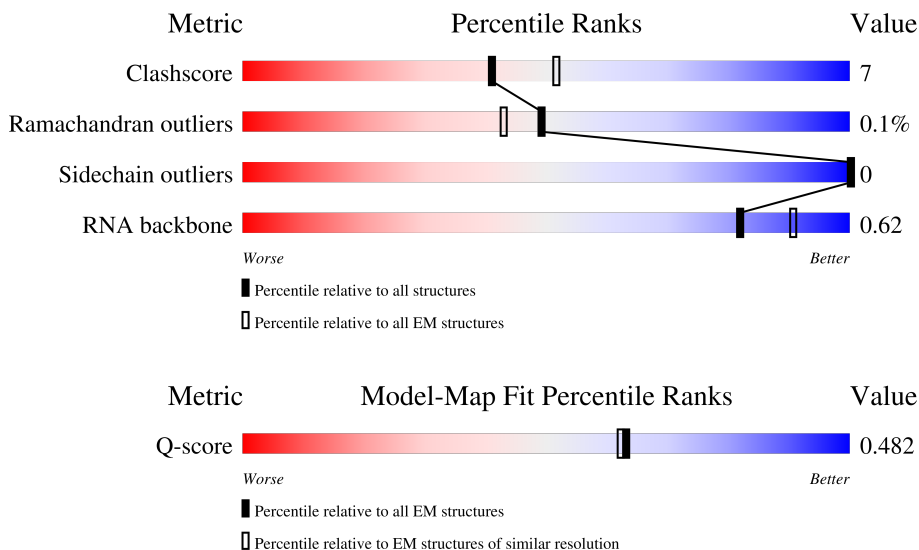 Metric Percentile Ranks Value
Clashscore 7
Ramachandran outliers 0.1%
Sidechain outliers 0
RNA backbone 0.62
Worse Better
Percentile relative to all structures
Percentile relative to all EM structures
Metric Model-Map Fit Percentile Ranks Value
Q-score 0.482
Worse Better
Percentile relative to all EM structures
Percentile relative to EM structures of similar resolution